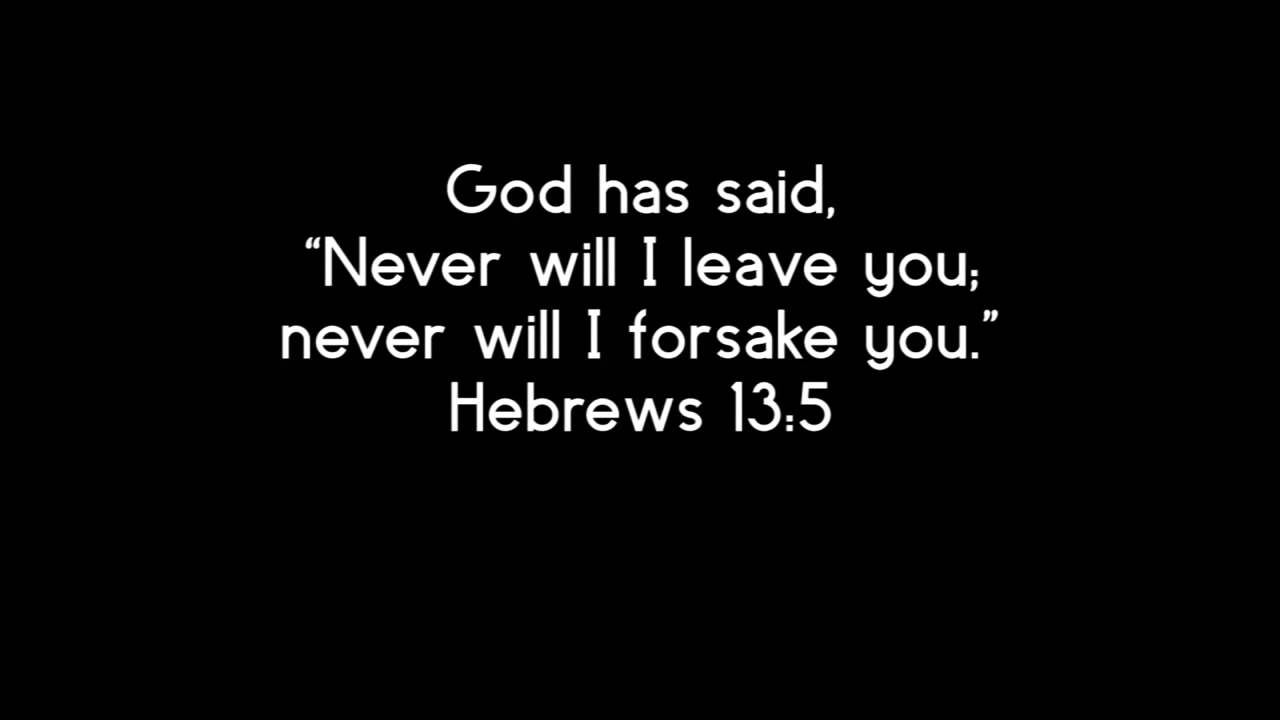 God has said,
“Never will I leave you;
never will I forsake you.”
Hebrews 13:5